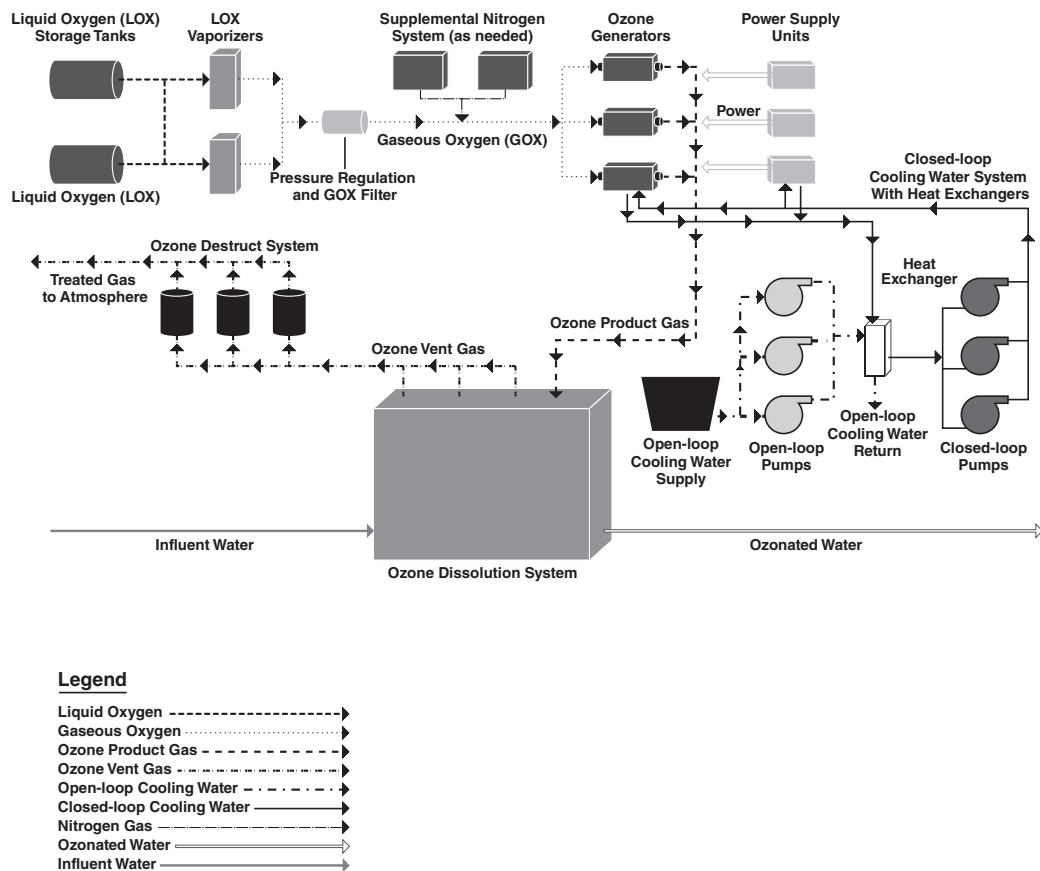 Liquid Oxygen (LOX)
Storage Tanks
LOX
Vaporizers
Supplemental Nitrogen
System (as needed)
Ozone
Generators
Power Supply
Units
Power
Gaseous Oxygen (GOX)
Liquid Oxygen (LOX)
Pressure Regulation
and GOX Filter
Closed-loop
Cooling Water System
With Heat Exchangers
Ozone Destruct System
Treated Gas
to Atmosphere
Heat
Exchanger
Ozone Product Gas
Ozone Vent Gas
Open-loop
Cooling Water
Supply
Open-loop
Pumps
Open-loop
Cooling Water
Return
Closed-loop
Pumps
Influent Water
Ozonated Water
Ozone Dissolution System
Legend
Liquid Oxygen
Gaseous Oxygen
Ozone Product Gas
Ozone Vent Gas
Open-loop Cooling Water
Closed-loop Cooling Water
Nitrogen Gas
Ozonated Water
Influent Water